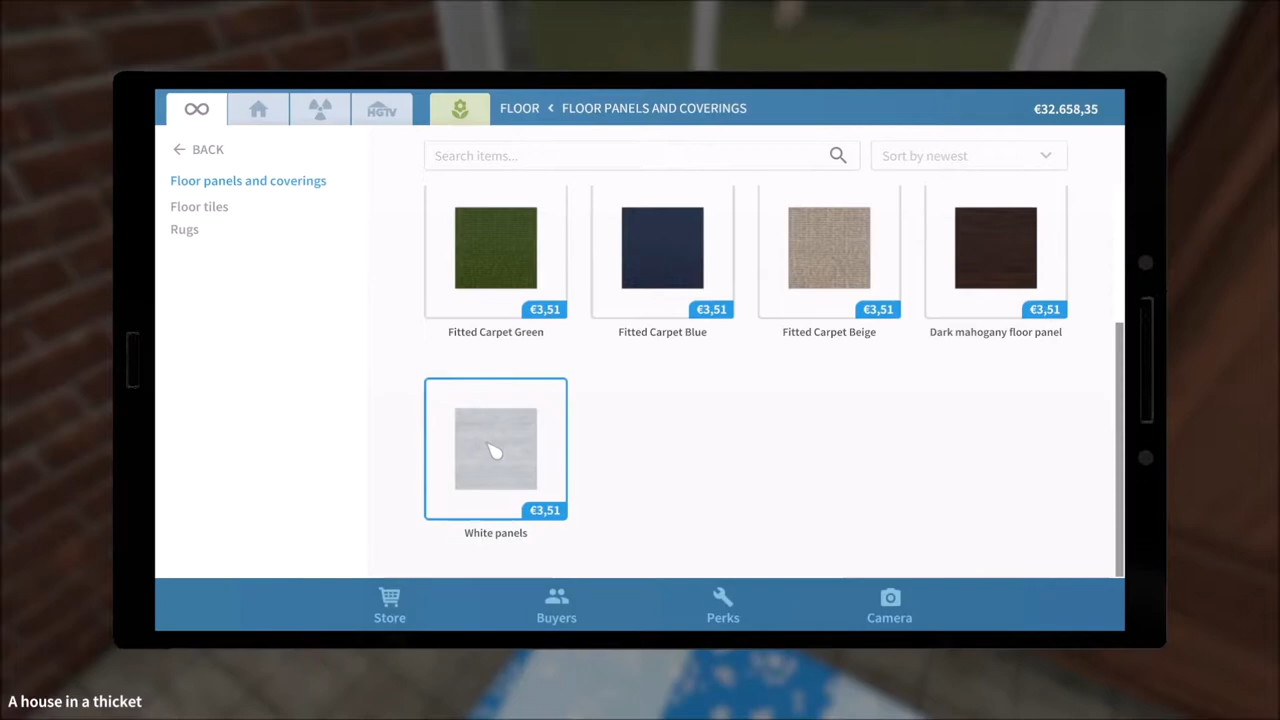 HGTV
FLOOR < FLOOR PANELS AND COVERINGS
€32.658,35
BACK
Search items...
Sort by newest
Floor panels and coverings
Floor tiles
Rugs
€3,51
€3,51
€3,51
€3,51
Fitted Carpet Green
Fitted Carpet Blue
Fitted Carpet Beige
Dark mahogany floor panel
€3,51
White panels
Store
Buyers
Perks
Camera
A house in a thicket